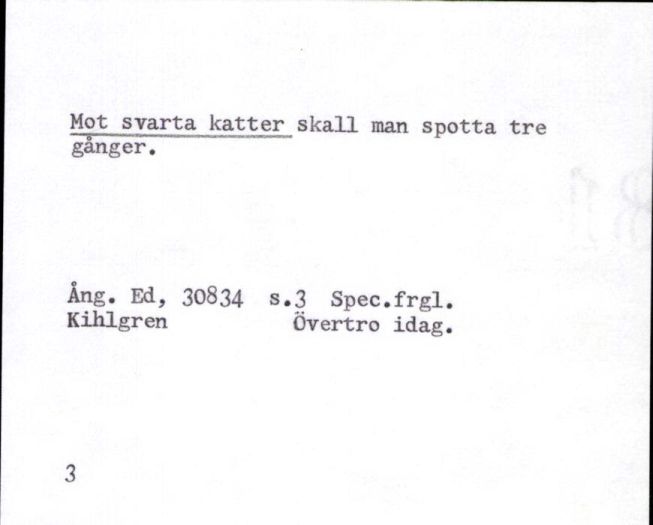 Mot svarta katter skall man spotta tre
gånger.
Ång. Ed, 30834 s.3 Spec.frgl.
Kihlgren Övertro idag.
3